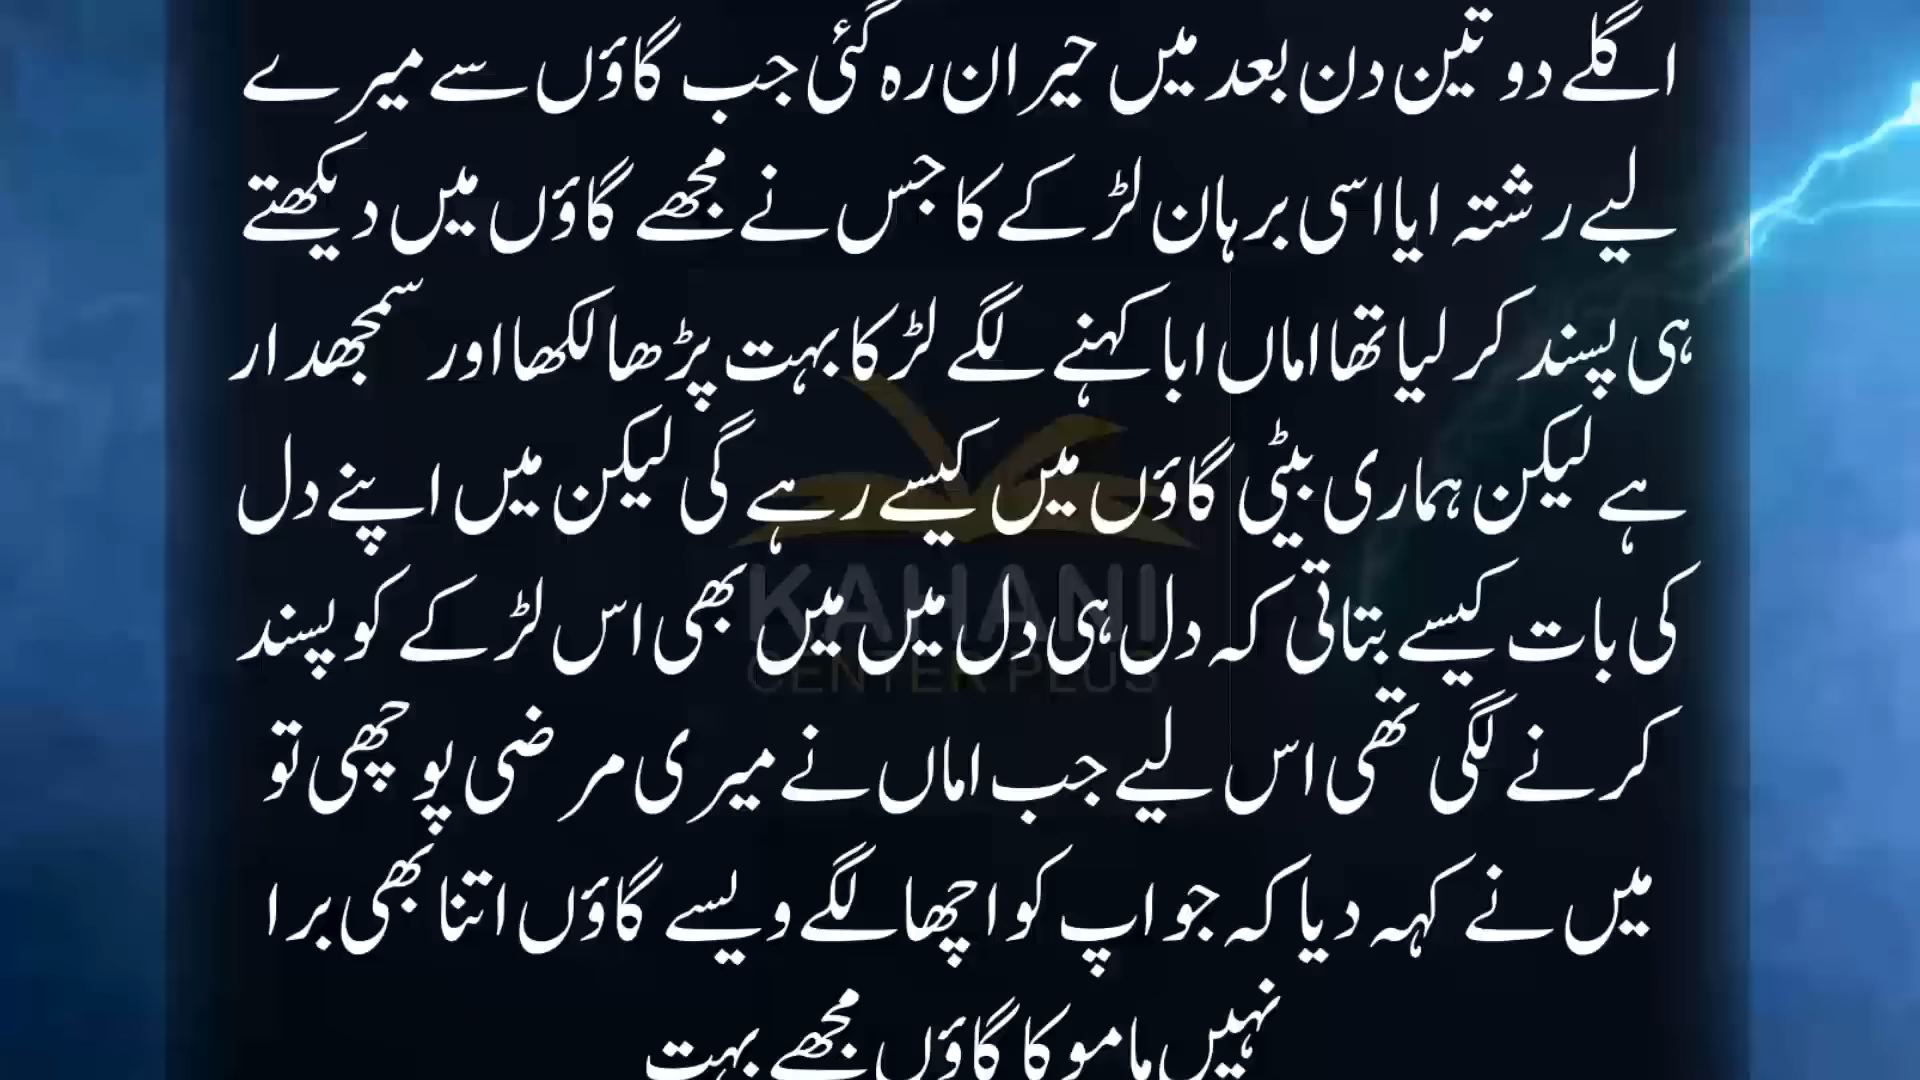 اگلے دو تین دن بعد میں حیران رہ گئی جب گاؤں سے میرے
لیے رشتہ ایا اسی برہان لڑکے کا جس نے مجھے گاؤں میں دیکھتے
ہی پسند کر لیا تھا اماں ابا کہنے لگے لڑکا بہت پڑھا لکھا اور سمجھدار
ہے لیکن ہماری بیٹی گاؤں میں کیسے رہے گی لیکن میں اپنے دل
کی بات کیسے بتاتی کہ دل ہی دل میں میں بھی اس لڑکے کو پسند
کرنے لگی تھی اس لیے جب اماں نے میری مرضی پوچھی تو
میں نے کہہ دیا کہ جو اپ کو اچھا لگے ویسے گاؤں اتنا بھی برا
نہیں مامو کا گاؤں مجھے بہت
KAHANI
CENTER PLUS